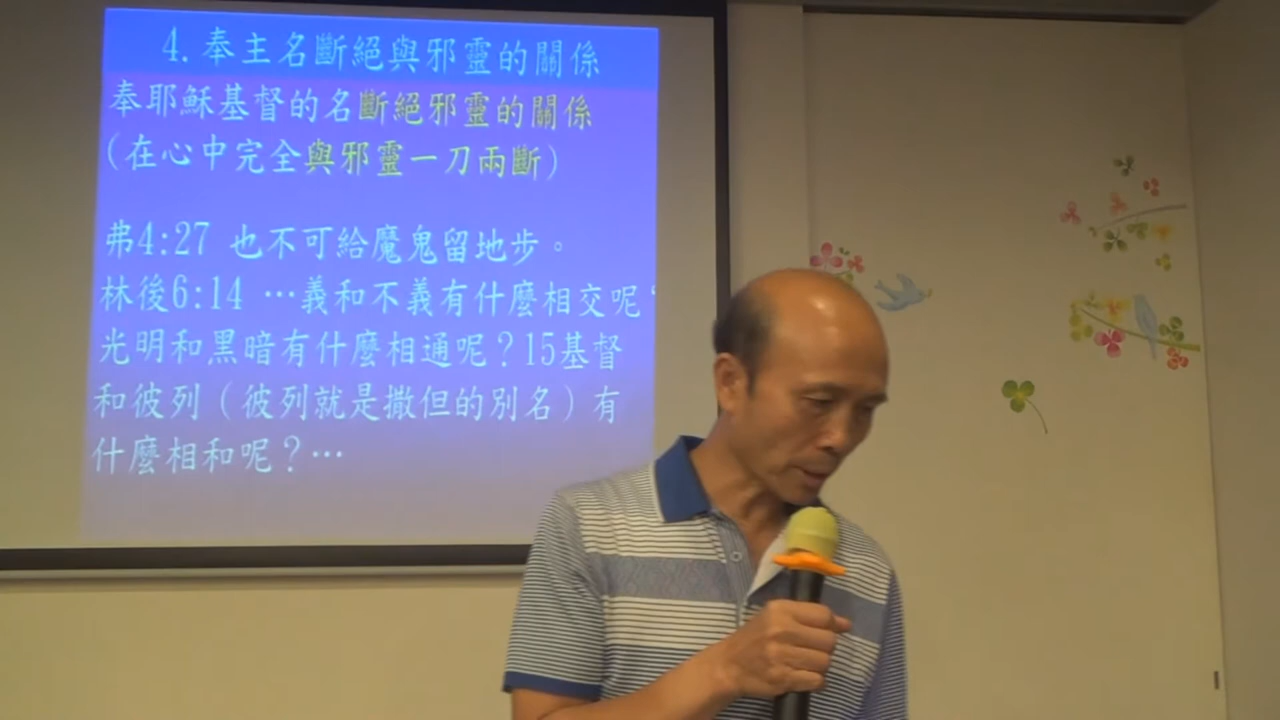 4.奉主名斷絕與邪靈的關係
奉耶穌基督的名斷絕邪靈的關係
(在心中完全與邪靈一刀兩斷)
弗4:27 也不可給魔鬼留地步。
林後6:14 …義和不義有什麼相交呢
光明和黑暗有什麼相通呢？15基督
和彼列（彼列就是撒但的別名）有
什麼相和呢？…